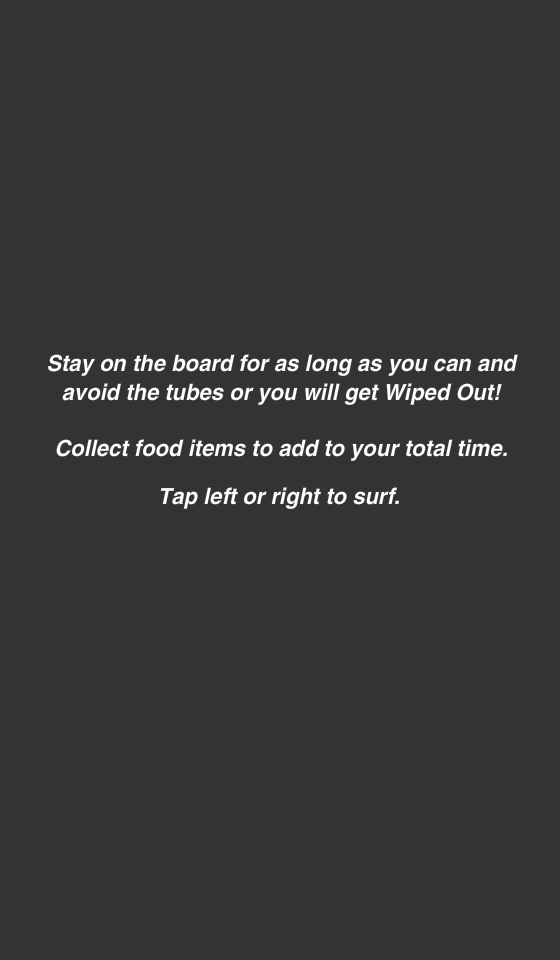 Stay on the board for as long as you can and
avoid the tubes or you will get Wiped Out!
Collect food items to add to your total time.
Tap left or right to surf.